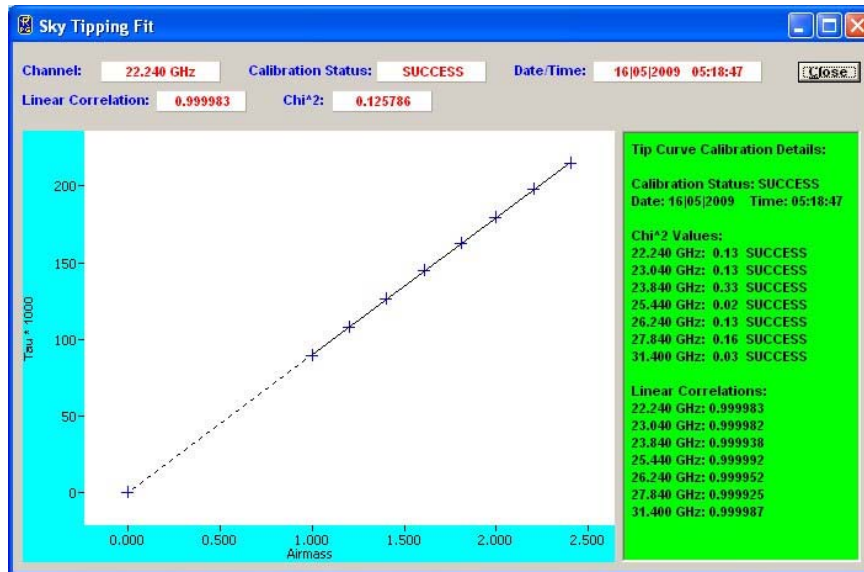 Sky Tipping Fit
Channel: 22.240 GHz Calibration Status: SUCCESS Date/Time: 16|05|2009 05:18:47 Close
Linear Correlation: 0.999983 Chi^2: 0.125786
Tau * 1000
200
150
100
50
0
0.000 0.500 1.000 1.500 2.000 2.500
Airmass
Tip Curve Calibration Details:
Calibration Status: SUCCESS
Date: 16|05|2009 Time: 05:18:47
Chi^2 Values:
22.240 GHz: 0.13 SUCCESS
23.040 GHz: 0.13 SUCCESS
23.840 GHz: 0.33 SUCCESS
25.440 GHz: 0.02 SUCCESS
26.240 GHz: 0.13 SUCCESS
27.840 GHz: 0.16 SUCCESS
31.400 GHz: 0.03 SUCCESS
Linear Correlations:
22.240 GHz: 0.999983
23.040 GHz: 0.999982
23.840 GHz: 0.999938
25.440 GHz: 0.999992
26.240 GHz: 0.999952
27.840 GHz: 0.999925
31.400 GHz: 0.999987